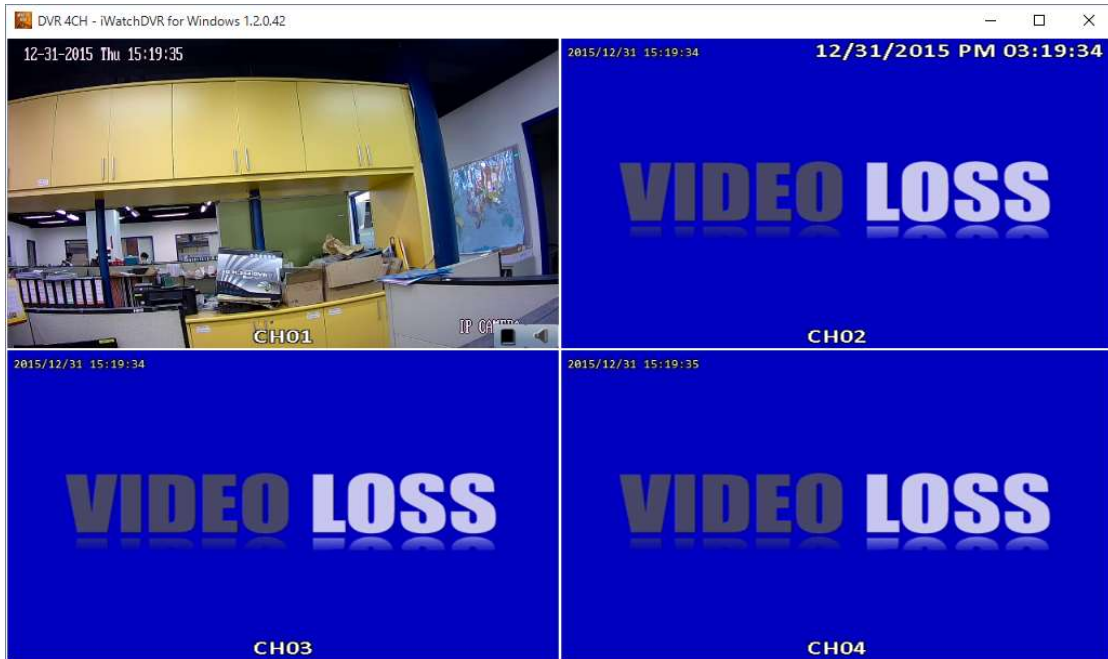 DVR 4CH - iWatchDVR for Windows 1.2.0.42
12-31-2015 Thu 15:19:35
IP CAMERA
CH01
2015/12/31 15:19:34
12/31/2015 PM 03:19:34
VIDEO LOSS
CH02
2015/12/31 15:19:34
VIDEO LOSS
CH03
2015/12/31 15:19:35
VIDEO LOSS
CH04